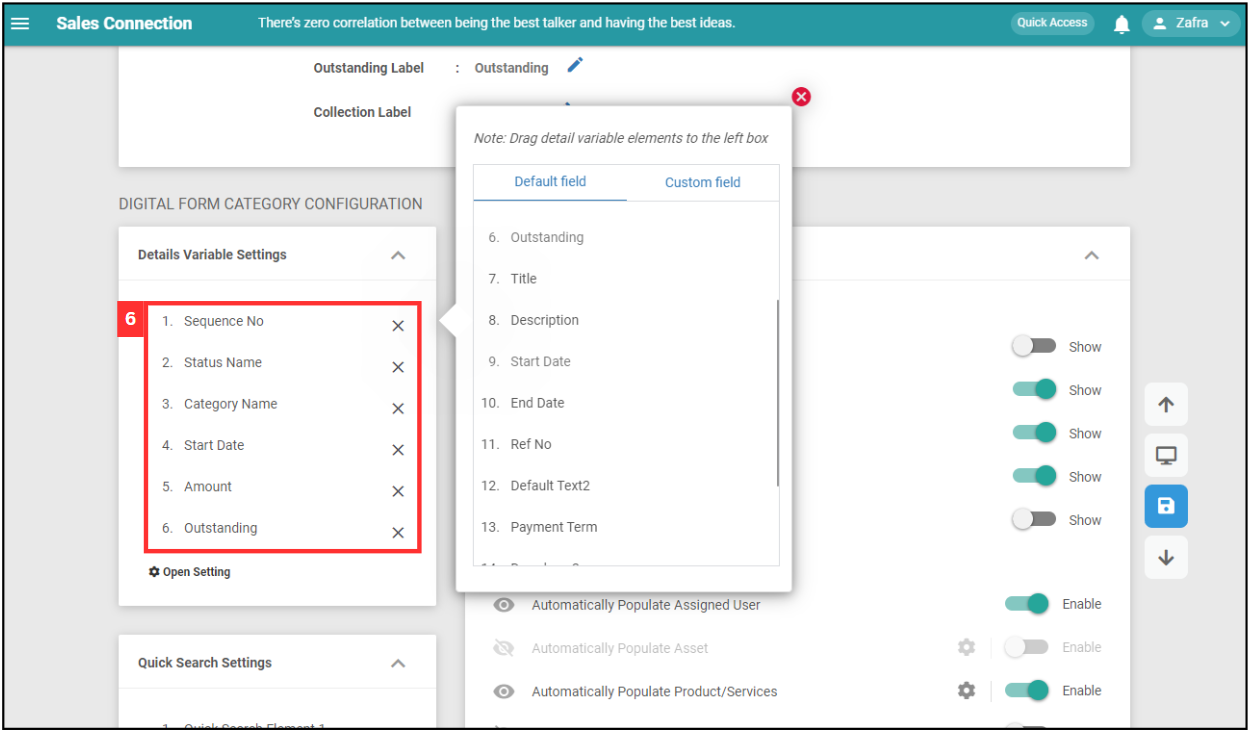 Sales Connection
There's zero correlation between being the best talker and having the best ideas.
Quick Access
Zafra
Outstanding Label : Outstanding
Collection Label
Note: Drag detail variable elements to the left box
Default field Custom field
6. Outstanding
7. Title
8. Description
9. Start Date
10. End Date
11. Ref No
12. Default Text2
13. Payment Term
DIGITAL FORM CATEGORY CONFIGURATION
Details Variable Settings
6
1. Sequence No
2. Status Name
3. Category Name
4. Start Date
5. Amount
6. Outstanding
Open Setting
Show
Show
Show
Show
Show
Automatically Populate Assigned User Enable
Automatically Populate Asset Enable
Automatically Populate Product/Services Enable
Quick Search Settings
1. Quick Search Element 1